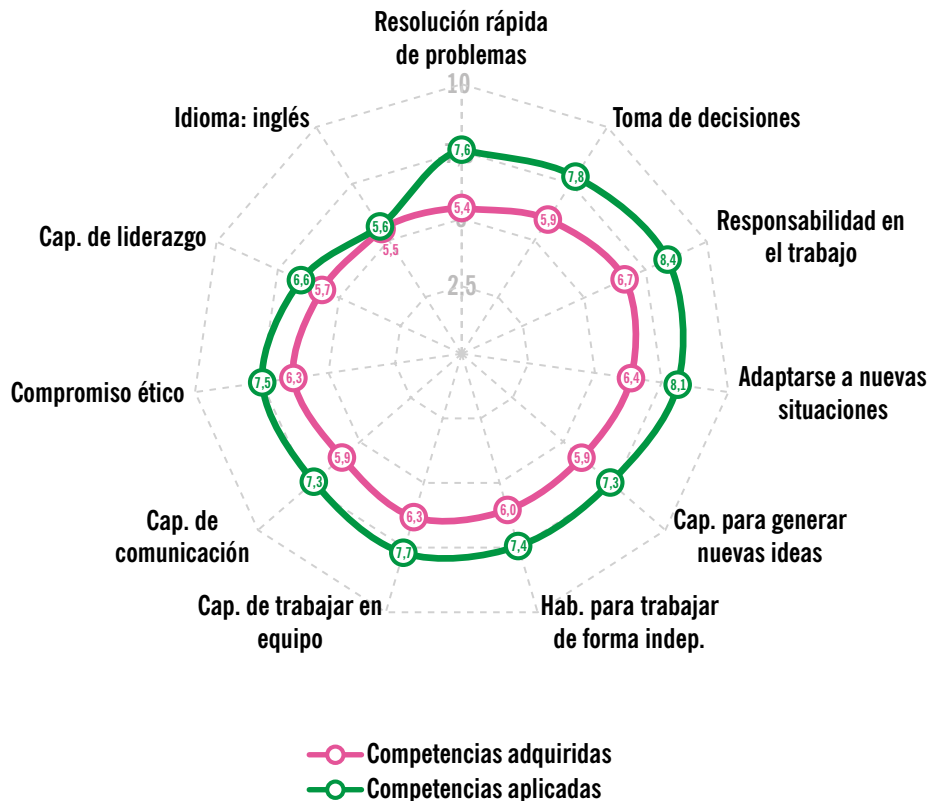 Resolución rápida
de problemas
10
Idioma: inglés
Toma de decisiones
7,6
7,8
Cap. de liderazgo
5,4
5,9
Responsabilidad en
el trabajo
5,6
5,5
8,4
6,6
5,7
6,7
2,5
Compromiso ético
7,5
6,3
6,4
8,1
Adaptarse a nuevas
situaciones
5,9
5,9
7,3
7,3
Cap. de
comunicación
6,3
6,0
Cap. para generar
nuevas ideas
7,7
7,4
Cap. de trabajar en
equipo
Hab. para trabajar
de forma indep.
Competencias adquiridas
Competencias aplicadas